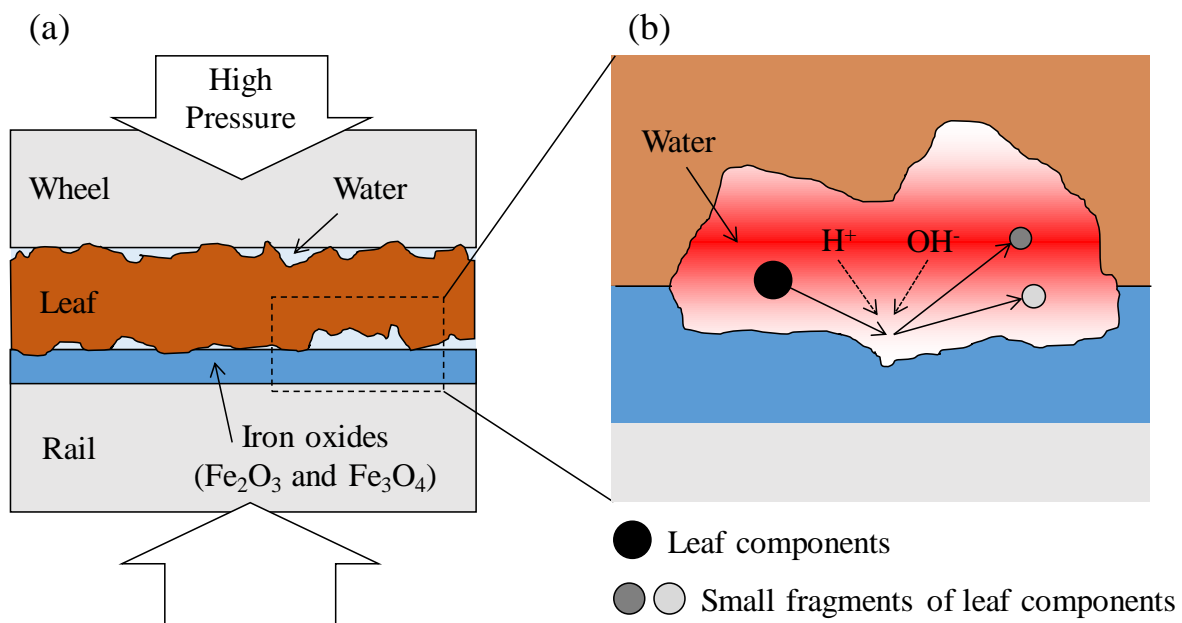 (a)
High
Pressure
Wheel
Water
Leaf
Rail
Iron oxides
(Fe₂O₃ and Fe₃O₄)
(b)
Water
H⁺
OH⁻
Leaf components
Small fragments of leaf components